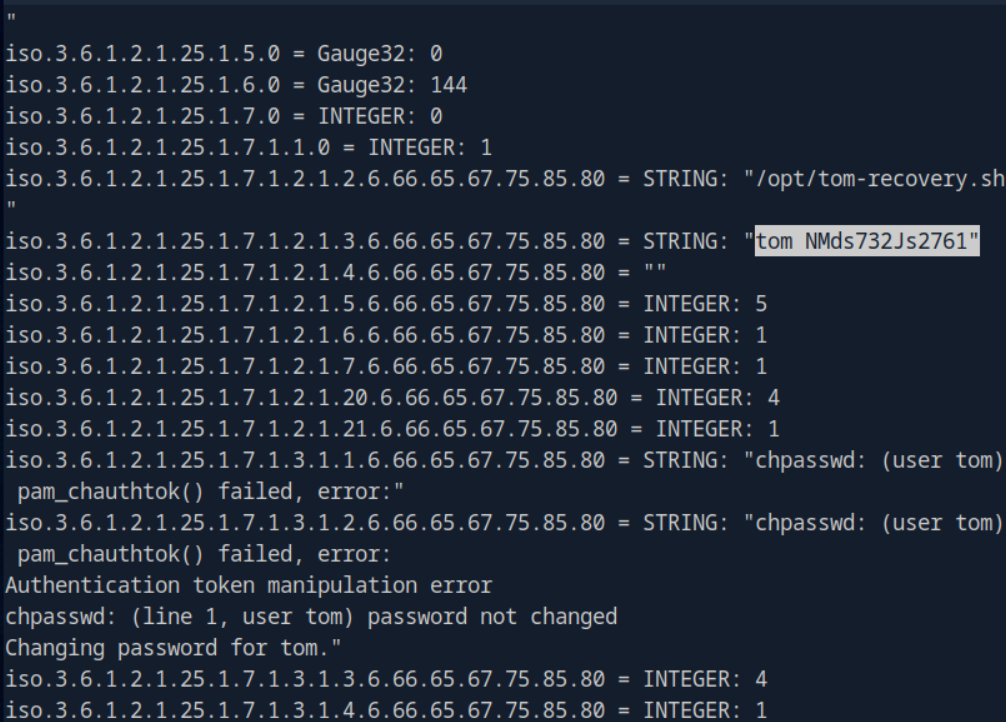 "
iso.3.6.1.2.1.25.1.5.0 = Gauge32: 0
iso.3.6.1.2.1.25.1.6.0 = Gauge32: 144
iso.3.6.1.2.1.25.1.7.0 = INTEGER: 0
iso.3.6.1.2.1.25.1.7.1.1.0 = INTEGER: 1
iso.3.6.1.2.1.25.1.7.1.2.1.2.6.66.65.67.75.85.80 = STRING: "/opt/tom-recovery.sh
"
iso.3.6.1.2.1.25.1.7.1.2.1.3.6.66.65.67.75.85.80 = STRING: "tom NMds732Js2761"
iso.3.6.1.2.1.25.1.7.1.2.1.4.6.66.65.67.75.85.80 = ""
iso.3.6.1.2.1.25.1.7.1.2.1.5.6.66.65.67.75.85.80 = INTEGER: 5
iso.3.6.1.2.1.25.1.7.1.2.1.6.6.66.65.67.75.85.80 = INTEGER: 1
iso.3.6.1.2.1.25.1.7.1.2.1.7.6.66.65.67.75.85.80 = INTEGER: 1
iso.3.6.1.2.1.25.1.7.1.2.1.20.6.66.65.67.75.85.80 = INTEGER: 4
iso.3.6.1.2.1.25.1.7.1.2.1.21.6.66.65.67.75.85.80 = INTEGER: 1
iso.3.6.1.2.1.25.1.7.1.3.1.1.6.66.65.67.75.85.80 = STRING: "chpasswd: (user tom)
 pam_chauthtok() failed, error:"
iso.3.6.1.2.1.25.1.7.1.3.1.2.6.66.65.67.75.85.80 = STRING: "chpasswd: (user tom)
 pam_chauthtok() failed, error:
Authentication token manipulation error
chpasswd: (line 1, user tom) password not changed
Changing password for tom."
iso.3.6.1.2.1.25.1.7.1.3.1.3.6.66.65.67.75.85.80 = INTEGER: 4
iso.3.6.1.2.1.25.1.7.1.3.1.4.6.66.65.67.75.85.80 = INTEGER: 1